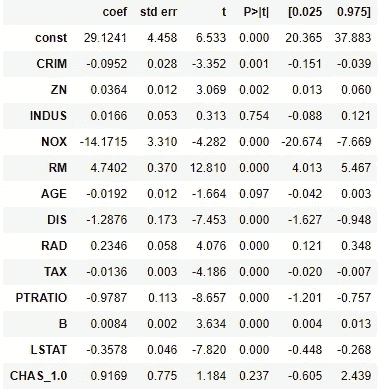 coef std err t P>|t| [0.025 0.975]
const 29.1241 4.458 6.533 0.000 20.365 37.883
CRIM -0.0952 0.028 -3.352 0.001 -0.151 -0.039
ZN 0.0364 0.012 3.069 0.002 0.013 0.060
INDUS 0.0166 0.053 0.313 0.754 -0.088 0.121
NOX -14.1715 3.310 -4.282 0.000 -20.674 -7.669
RM 4.7402 0.370 12.810 0.000 4.013 5.467
AGE -0.0192 0.012 -1.664 0.097 -0.042 0.003
DIS -1.2876 0.173 -7.453 0.000 -1.627 -0.948
RAD 0.2346 0.058 4.076 0.000 0.121 0.348
TAX -0.0136 0.003 -4.186 0.000 -0.020 -0.007
PTRATIO -0.9787 0.113 -8.657 0.000 -1.201 -0.757
B 0.0084 0.002 3.634 0.000 0.004 0.013
LSTAT -0.3578 0.046 -7.820 0.000 -0.448 -0.268
CHAS_1.0 0.9169 0.775 1.184 0.237 -0.605 2.439